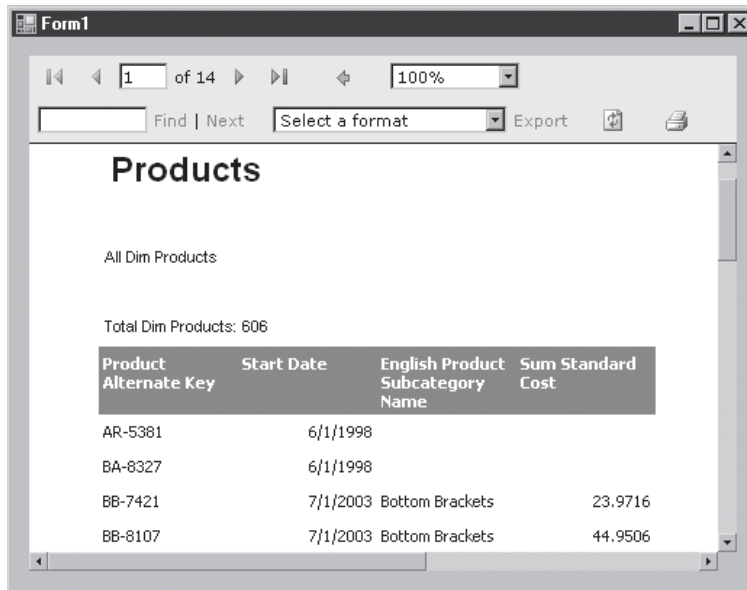 Form1
1 of 14 100%
Find | Next Select a format Export
Products
All Dim Products
Total Dim Products: 606
Product Alternate Key Start Date English Product Subcategory Name Sum Standard Cost
AR-5381 6/1/1998
BA-8327 6/1/1998
BB-7421 7/1/2003 Bottom Brackets 23.9716
BB-8107 7/1/2003 Bottom Brackets 44.9506